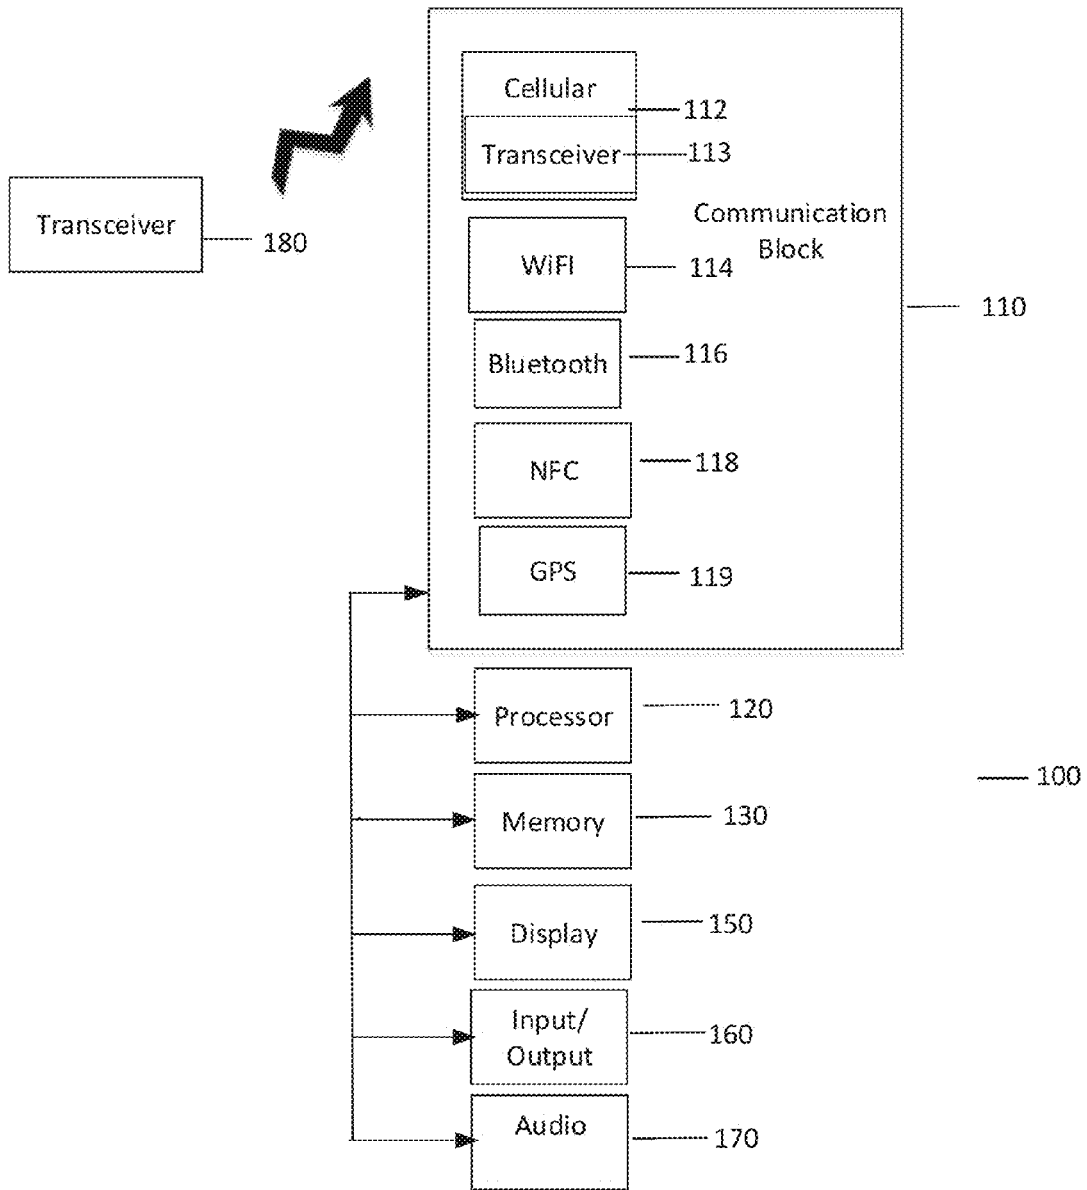 Cellular
112
Transceiver
113
Transceiver
180
Communication
Block
WiFI
114
110
Bluetooth
116
NFC
118
GPS
119
Processor
120
100
Memory
130
Display
150
Input/
Output
160
Audio
170